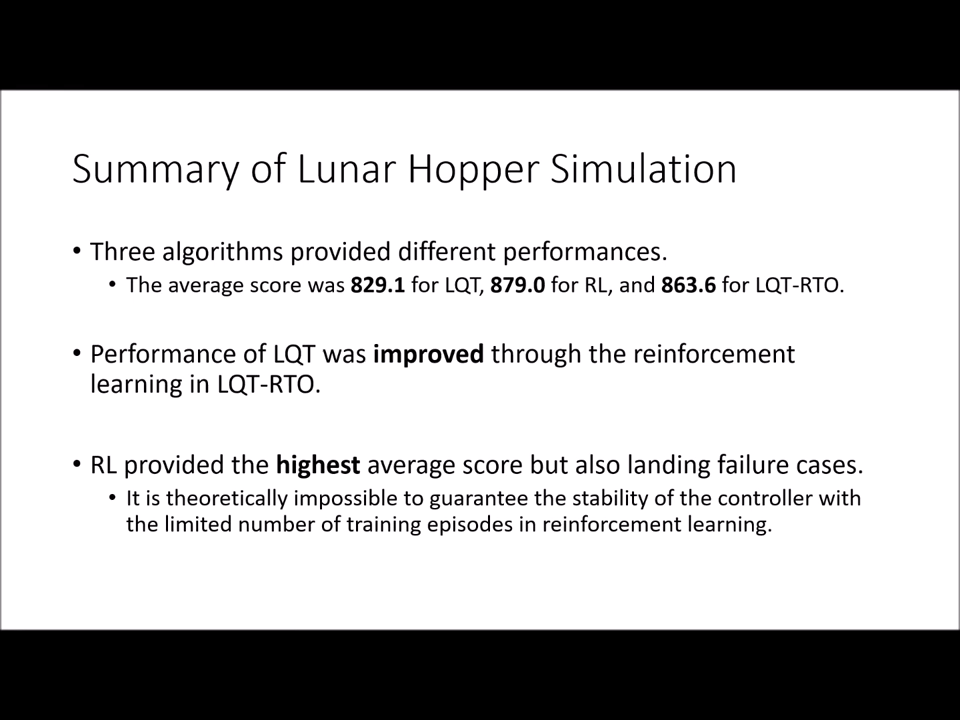 Summary of Lunar Hopper Simulation
• Three algorithms provided different performances.
• The average score was 829.1 for LQT, 879.0 for RL, and 863.6 for LQT-RTO.
• Performance of LQT was improved through the reinforcement
learning in LQT-RTO.
• RL provided the highest average score but also landing failure cases.
• It is theoretically impossible to guarantee the stability of the controller with
the limited number of training episodes in reinforcement learning.